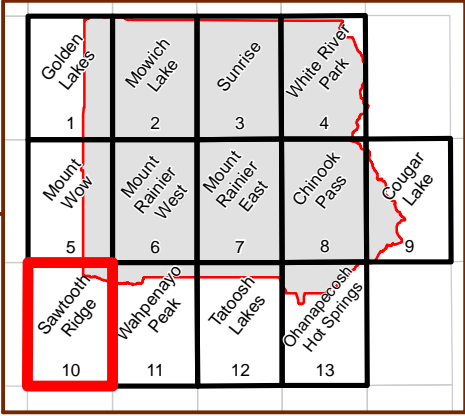 Golden
Lakes
1
Mowich
Lake
2
Sunrise
3
White River
Park
4
Mount
Wow
5
Mount
Rainier
West
6
Mount
Rainier
East
7
Chinook
Pass
8
Cougar
Lake
9
Sawtooth
Ridge
10
Wahpenayo
Peak
11
Tatoosh
Lakes
12
Ohanapecosh
Hot Springs
13